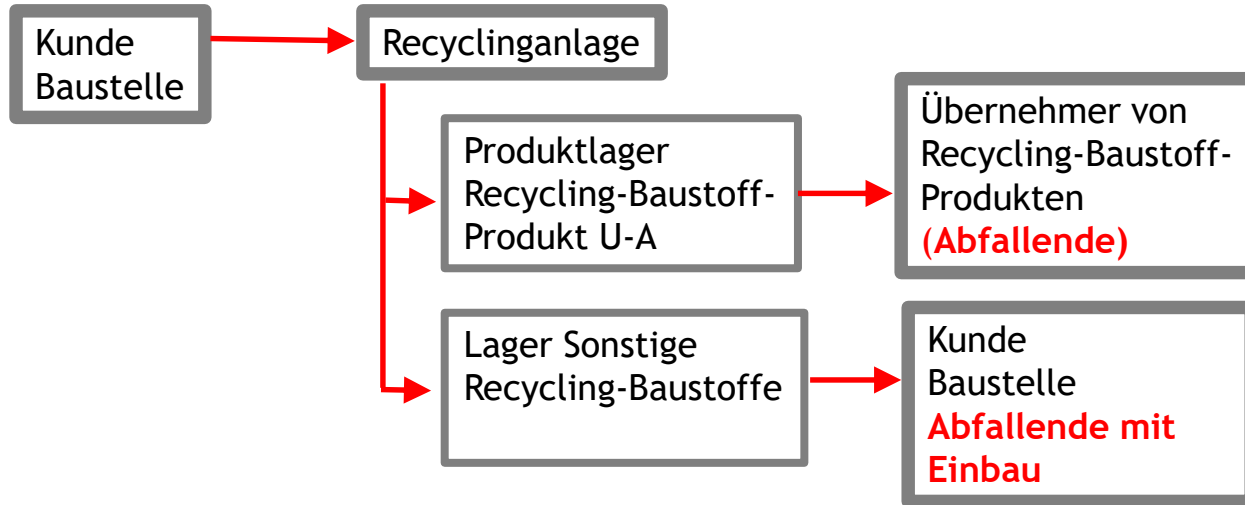 Kunde
Baustelle
Recyclinganlage
Produktlager
Recycling-Baustoff-
Produkt U-A
Übernehmer von
Recycling-Baustoff-
Produkten
(Abfallende)
Lager Sonstige
Recycling-Baustoffe
Kunde
Baustelle
Abfallende mit
Einbau